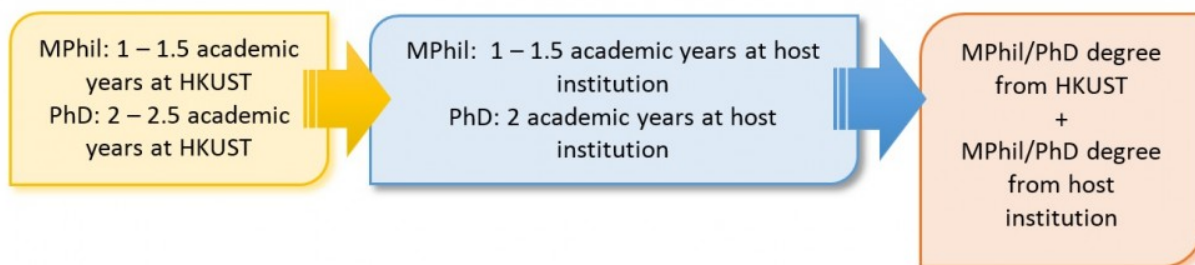 MPhil: 1 – 1.5 academic
years at HKUST
PhD: 2 – 2.5 academic
years at HKUST
MPhil:  1 – 1.5 academic years at host
institution
PhD: 2 academic years at host
institution
MPhil/PhD degree
from HKUST
+
MPhil/PhD degree
from host
institution